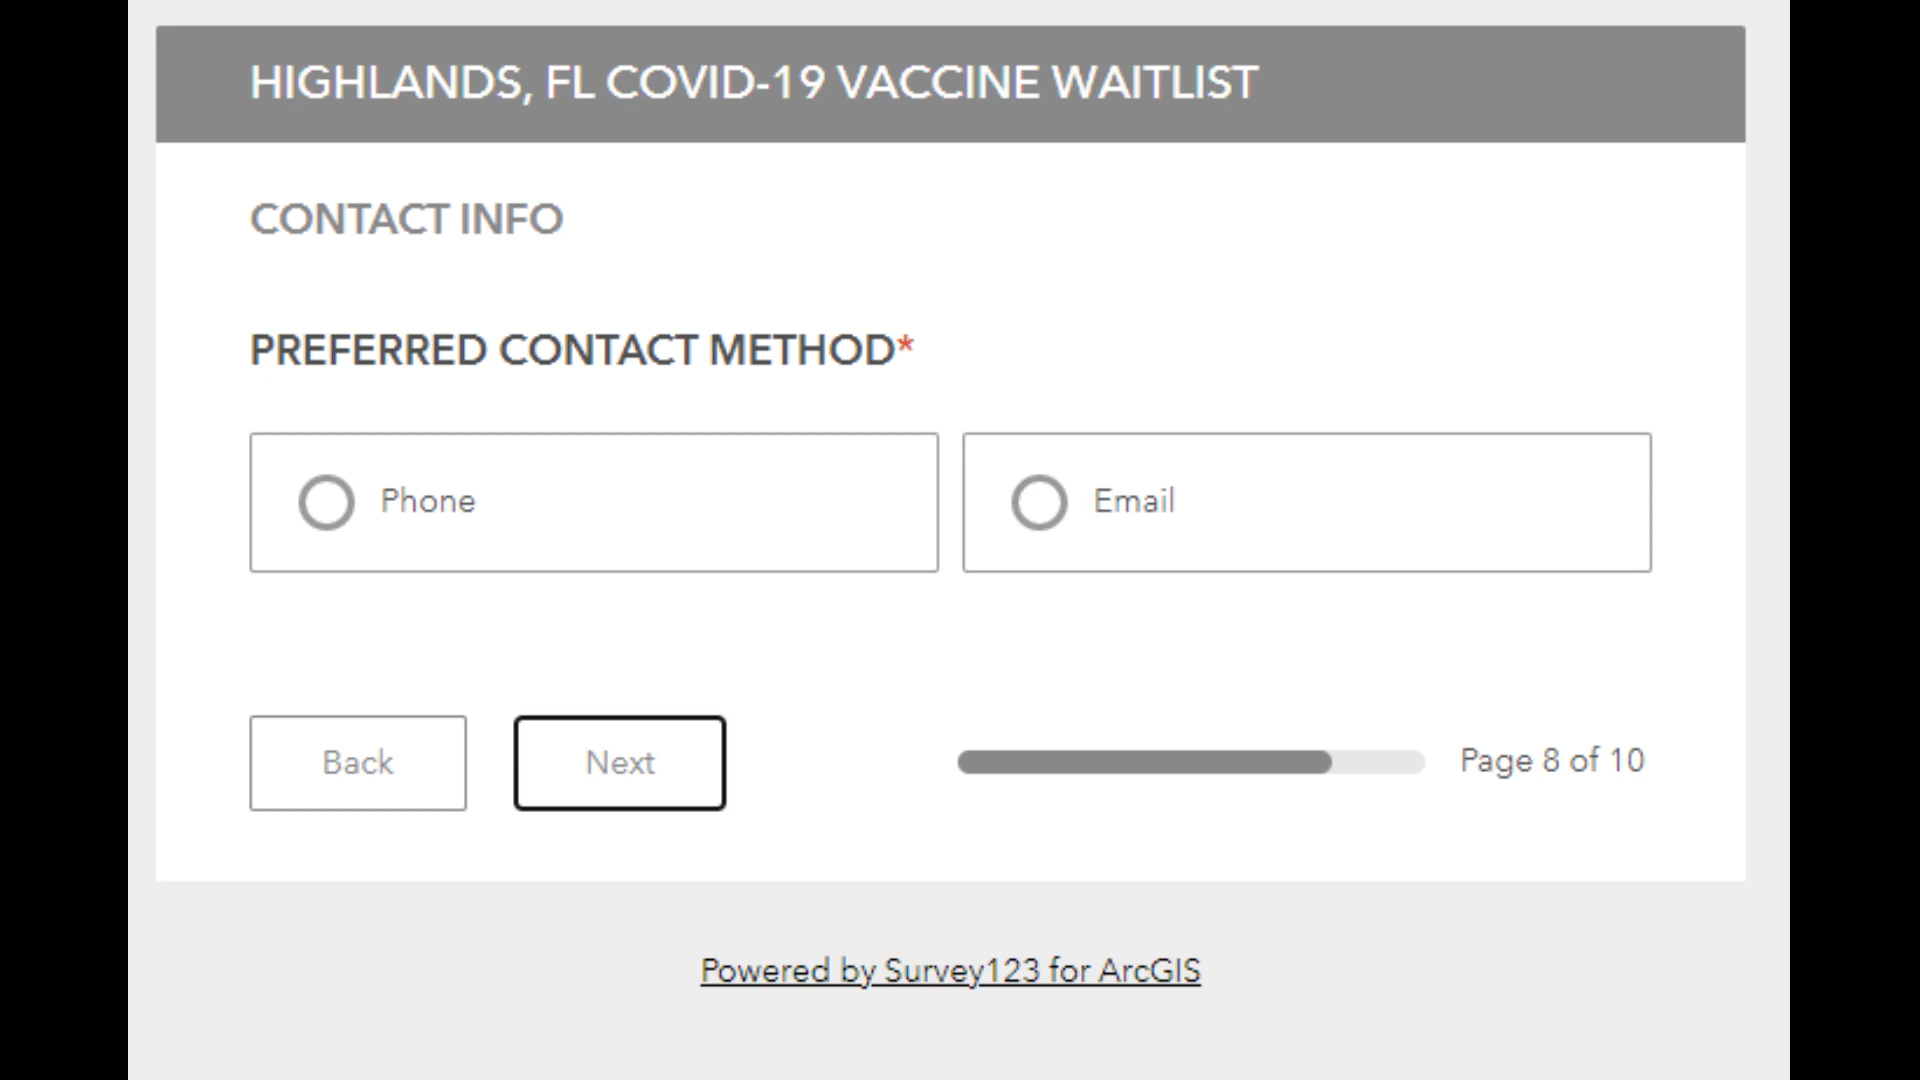 HIGHLANDS, FL COVID-19 VACCINE WAITLIST
CONTACT INFO
PREFERRED CONTACT METHOD*
Phone
Email
Back
Next
Page 8 of 10
Powered by Survey123 for ArcGIS